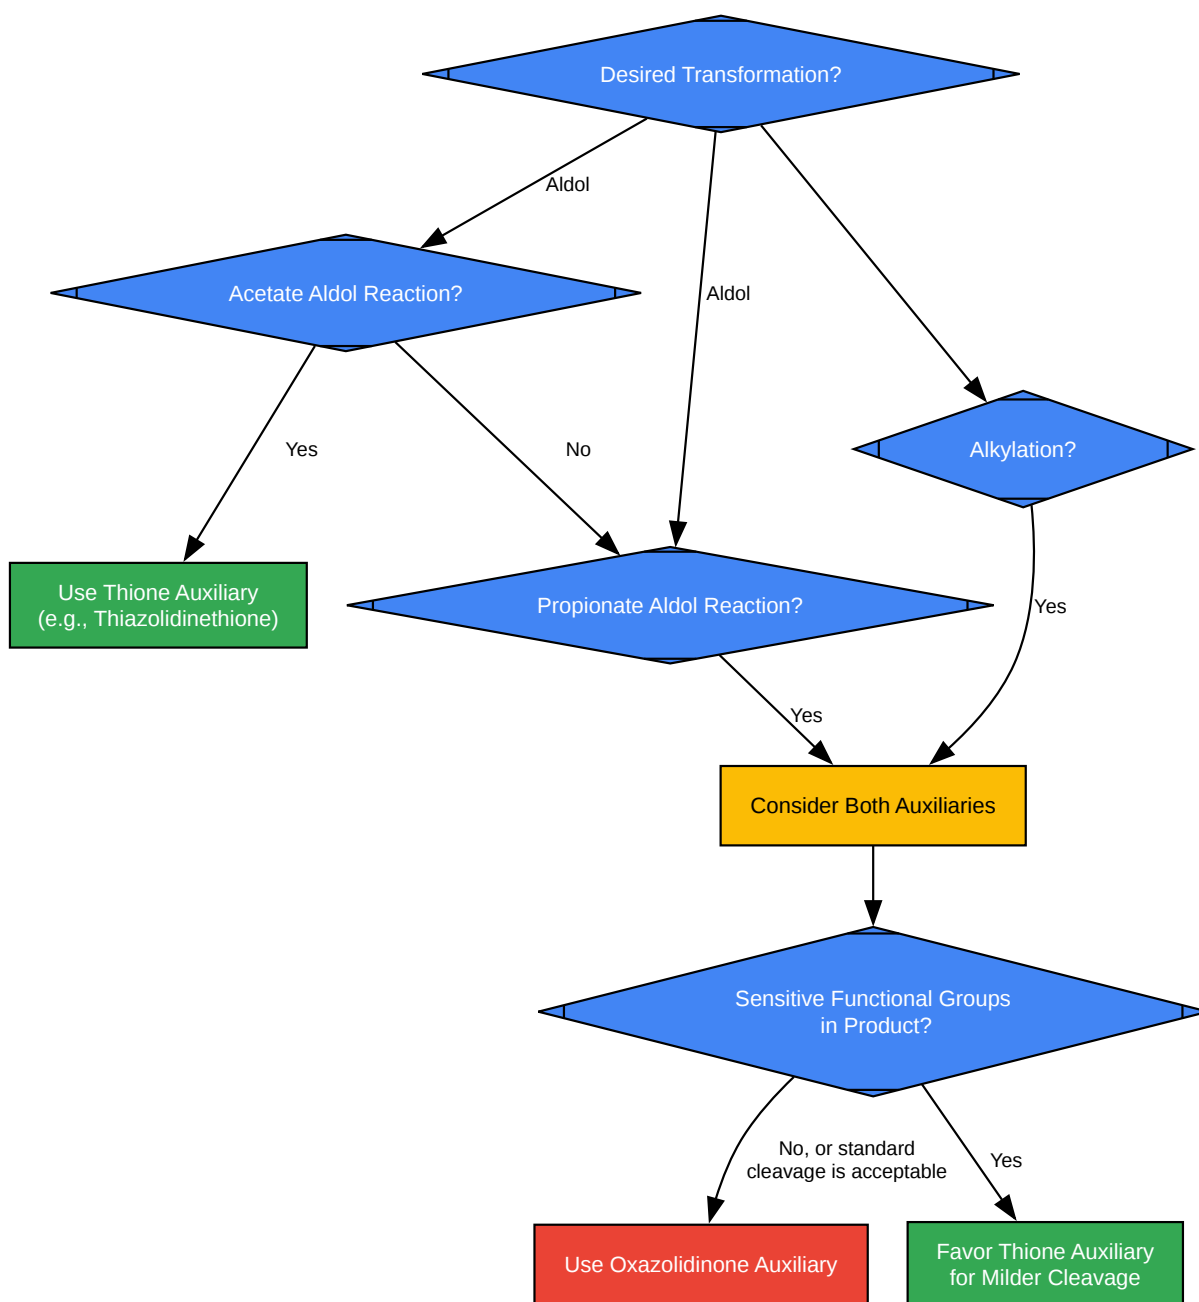 Desired Transformation?
Aldol
Acetate Aldol Reaction?
Aldol
Yes
No
Alkylation?
Use Thione Auxiliary
(e.g., Thiazolidinethione)
Propionate Aldol Reaction?
Yes
Yes
Consider Both Auxiliaries
Sensitive Functional Groups
in Product?
No, or standard
cleavage is acceptable
Yes
Use Oxazolidinone Auxiliary
Favor Thione Auxiliary
for Milder Cleavage